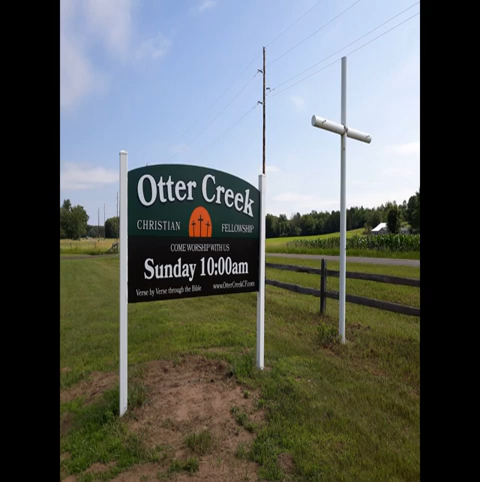 Otter Creek
CHRISTIAN FELLOWSHIP
COME WORSHIP WITH US
Sunday 10:00am
Verse by Verse through the Bible www.OtterCreekCF.com